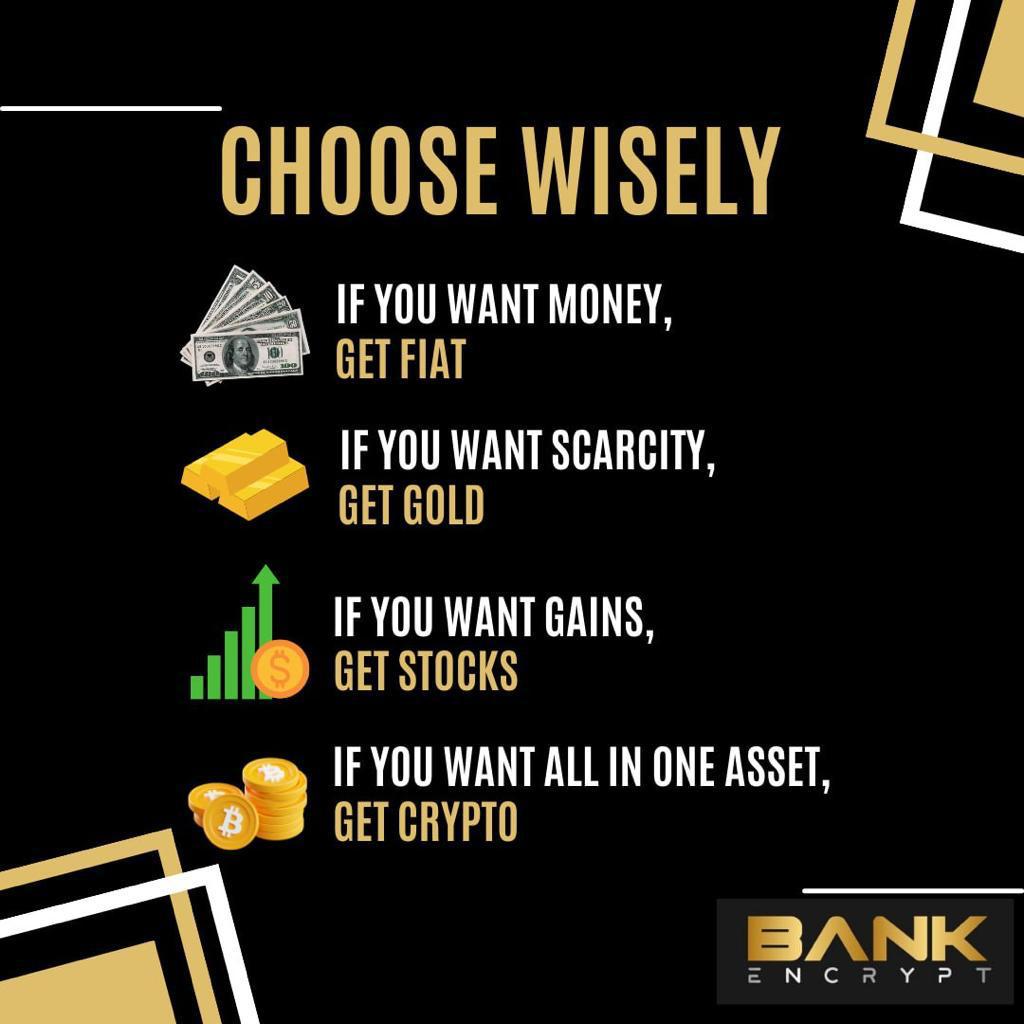 CHOOSE WISELY
IF YOU WANT MONEY,
GET FIAT
IF YOU WANT SCARCITY,
GET GOLD
IF YOU WANT GAINS,
GET STOCKS
IF YOU WANT ALL IN ONE ASSET,
GET CRYPTO
BANK
ENCRYPT